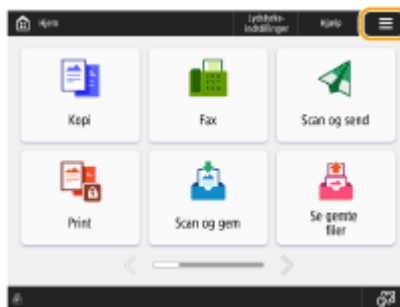 Hjem
Lydstyrke-
indstillinger
Hjælp
Kopi
Fax
Scan og send
Print
Scan og gem
Se gemte
filer